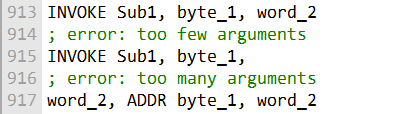 913 INVOKE Sub1, byte_1, word_2
914 ; error: too few arguments
915 INVOKE Sub1, byte_1,
916 ; error: too many arguments
917 word_2, ADDR byte_1, word_2